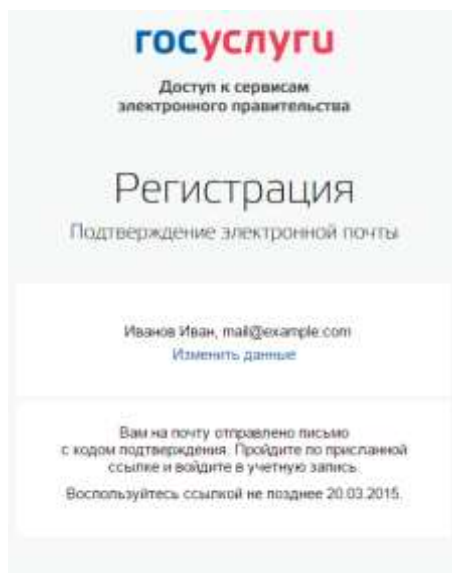 госуслуги
Доступ к сервисам
электронного правительства
Регистрация
Подтверждение электронной почты
Иванов Иван, mail@example.com
Изменить данные
Вам на почту отправлено письмо
с кодом подтверждения. Пройдите по присланной
ссылке и войдите в учетную запись.
Воспользуйтесь ссылкой не позднее 20.03.2015.